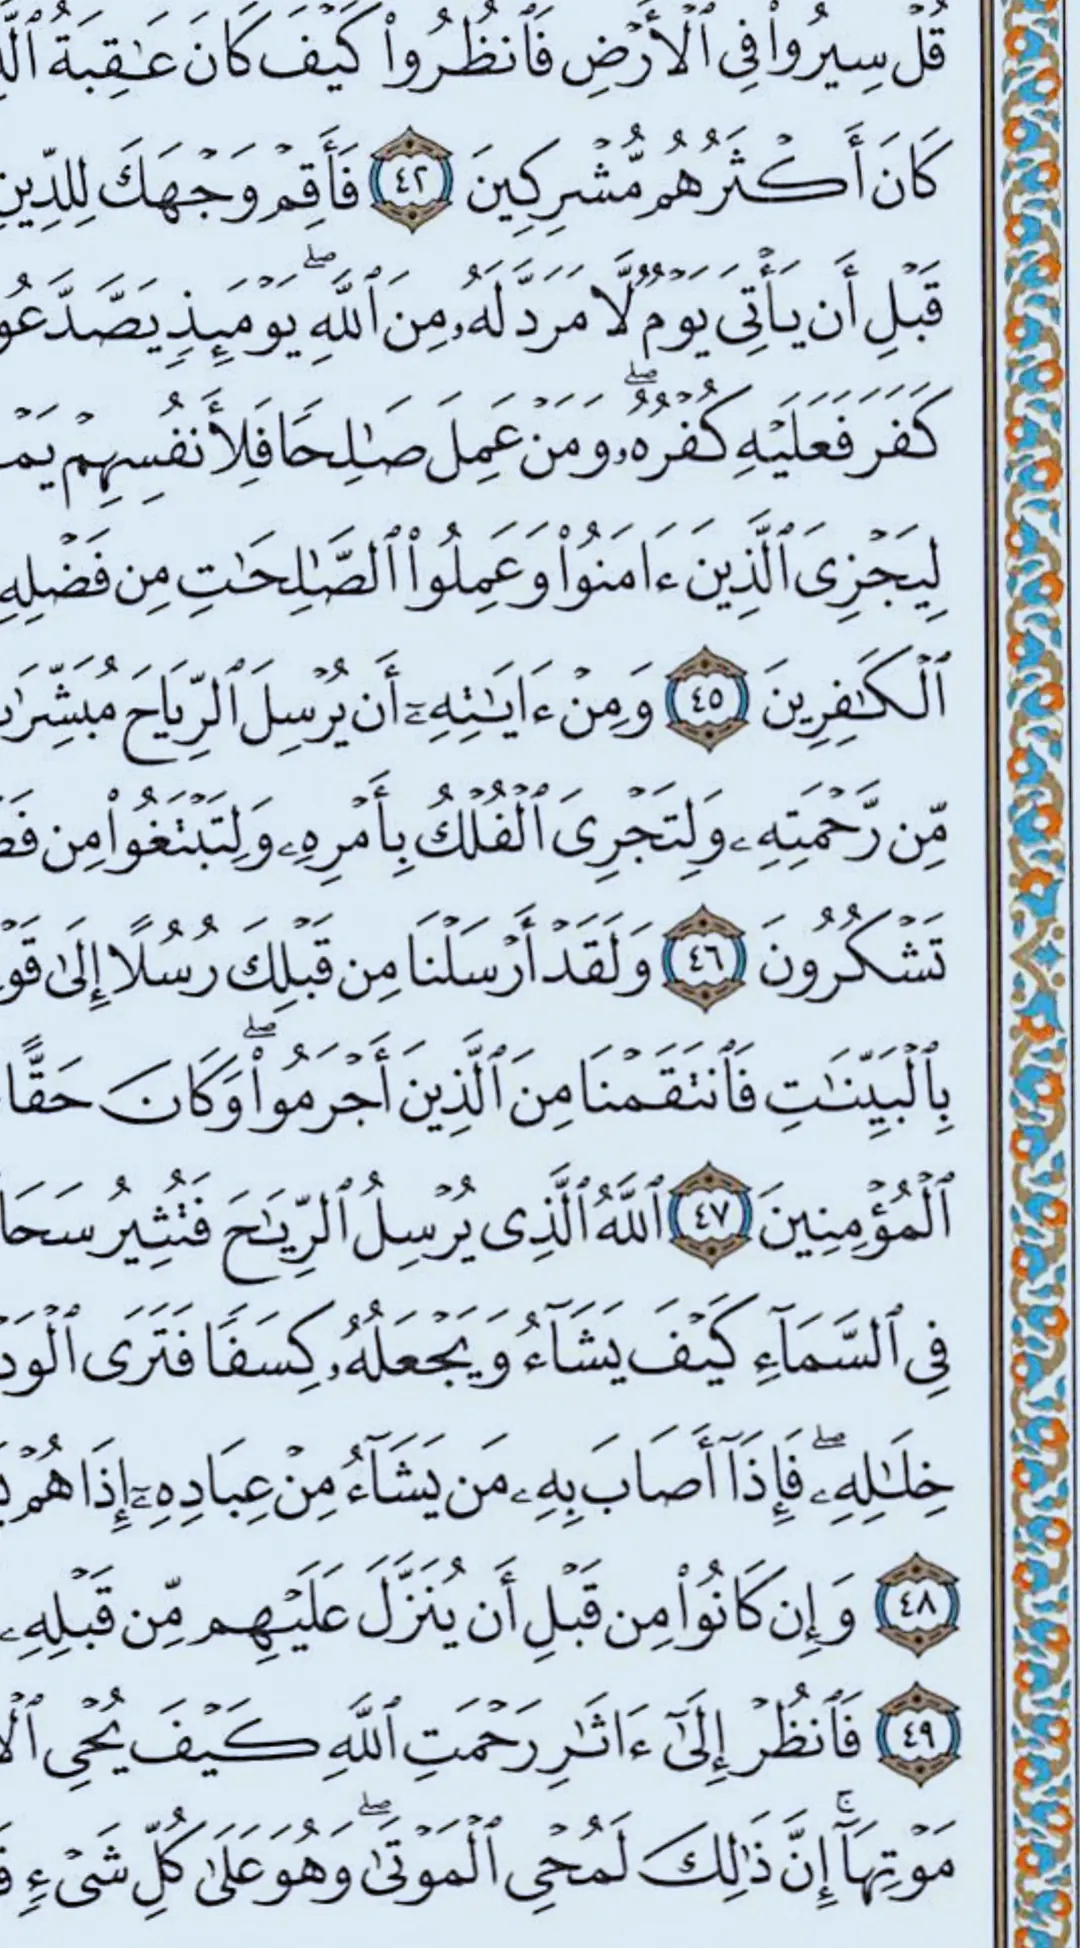 قُلْ سِيرُوا۟ فِى ٱلْأَرْضِ فَٱنظُرُوا۟ كَيْفَ كَانَ عَـٰقِبَةُ
كَانَ أَكْثَرُهُم مُّشْرِكِينَ ٤٢ فَأَقِمْ وَجْهَكَ لِلدِّينِ
قَبْلِ أَن يَأْتِىَ يَوْمٌ لَّا مَرَدَّ لَهُۥ مِنَ ٱللَّهِ ۖ يَوْمَئِذٍ يَصَّدَّعُو
كَفَرَ فَعَلَيْهِ كُفْرُهُۥ ۖ وَمَنْ عَمِلَ صَـٰلِحًا فَلِأَنفُسِهِمْ يَمْـ
لِيَجْزِىَ ٱلَّذِينَ ءَامَنُوا۟ وَعَمِلُوا۟ ٱلصَّـٰلِحَـٰتِ مِن فَضْلِهِ
ٱلْكَـٰفِرِينَ ٤٥ وَمِنْ ءَايَـٰتِهِۦٓ أَن يُرْسِلَ ٱلرِّيَاحَ مُبَشِّرَٰ
مِّن رَّحْمَتِهِۦ وَلِتَجْرِىَ ٱلْفُلْكُ بِأَمْرِهِۦ وَلِتَبْتَغُوا۟ مِن فَضْـ
تَشْكُرُونَ ٤٦ وَلَقَدْ أَرْسَلْنَا مِن قَبْلِكَ رُسُلًا إِلَىٰ قَوْ
بِٱلْبَيِّنَـٰتِ فَٱنتَقَمْنَا مِنَ ٱلَّذِينَ أَجْرَمُوا۟ ۖ وَكَانَ حَقًّا
ٱلْمُؤْمِنِينَ ٤٧ ٱللَّهُ ٱلَّذِى يُرْسِلُ ٱلرِّيَـٰحَ فَتُثِيرُ سَحَا
فِى ٱلسَّمَآءِ كَيْفَ يَشَآءُ وَيَجْعَلُهُۥ كِسَفًا فَتَرَى ٱلْوَدْ
خِلَـٰلِهِۦ ۖ فَإِذَآ أَصَابَ بِهِۦ مَن يَشَآءُ مِنْ عِبَادِهِۦٓ إِذَا هُمْ
٤٨ وَإِن كَانُوا۟ مِن قَبْلِ أَن يُنَزَّلَ عَلَيْهِم مِّن قَبْلِهِۦ
٤٩ فَٱنظُرْ إِلَىٰٓ ءَاثَـٰرِ رَحْمَتِ ٱللَّهِ كَيْفَ يُحْىِ ٱلْأ
مَوْتِهَآ ۚ إِنَّ ذَٰلِكَ لَمُحْىِ ٱلْمَوْتَىٰ ۖ وَهُوَ عَلَىٰ كُلِّ شَىْءٍ